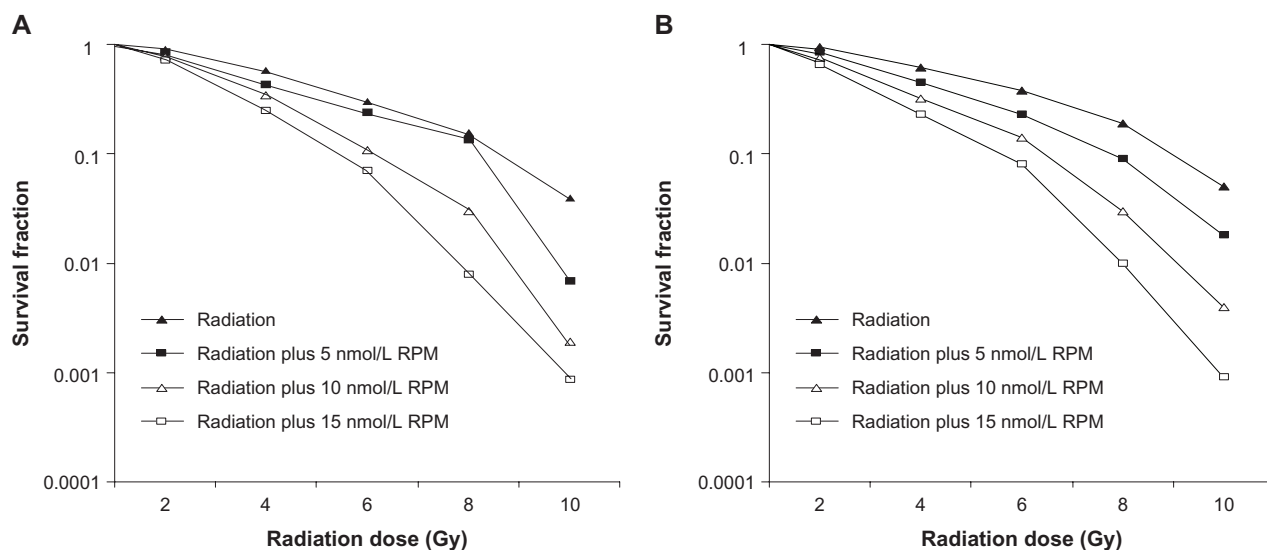 A
1
0.1
0.01
0.001
0.0001
Survival fraction
Radiation
Radiation plus 5 nmol/L RPM
Radiation plus 10 nmol/L RPM
Radiation plus 15 nmol/L RPM
2 4 6 8 10
Radiation dose (Gy)
B
1
0.1
0.01
0.001
0.0001
Survival fraction
Radiation
Radiation plus 5 nmol/L RPM
Radiation plus 10 nmol/L RPM
Radiation plus 15 nmol/L RPM
2 4 6 8 10
Radiation dose (Gy)